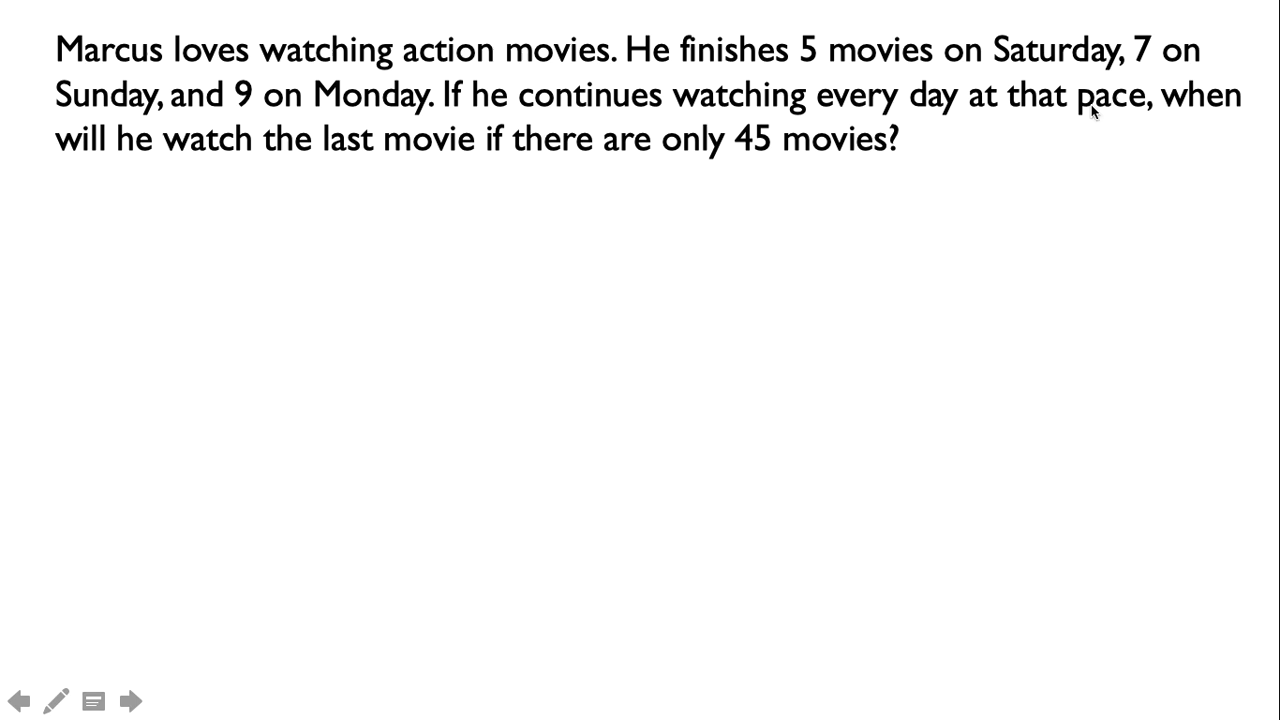 Marcus loves watching action movies. He finishes 5 movies on Saturday, 7 on
Sunday, and 9 on Monday. If he continues watching every day at that pace, when
will he watch the last movie if there are only 45 movies?